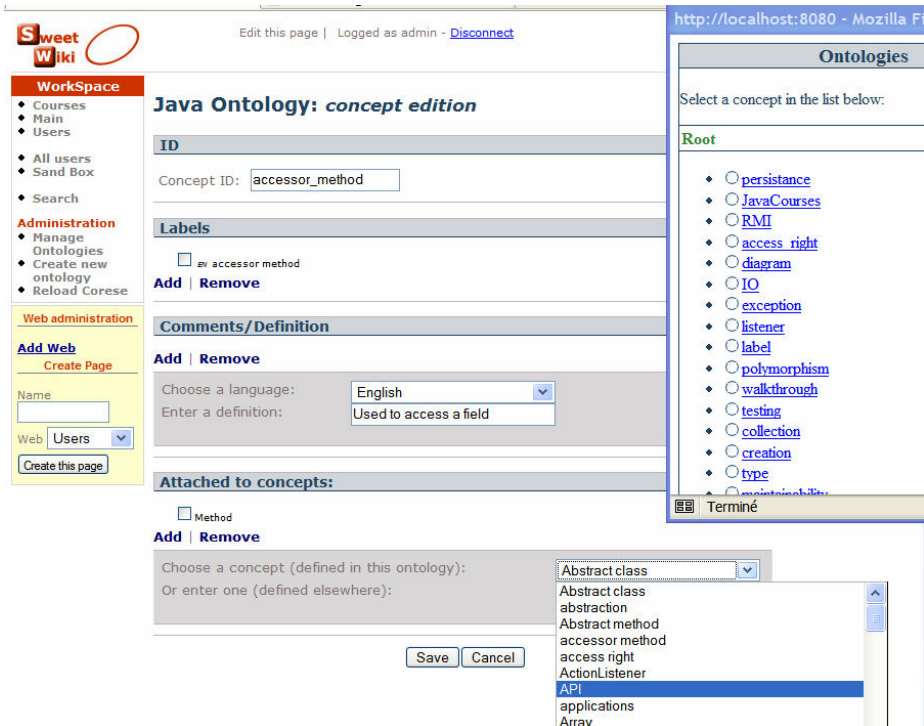 Sweet Wiki
Edit this page | Logged as admin - Disconnect
WorkSpace
Courses
Main
Users
All users
Sand Box
Search
Administration
Manage
Ontologies
Create new
ontology
Reload Corese
Web administration
Add Web
Create Page
Name
Web Users
Create this page
Java Ontology: concept edition
ID
Concept ID: accessor_method
Labels
EN accessor method
Add | Remove
Comments/Definition
Add | Remove
Choose a language: English
Enter a definition: Used to access a field
Attached to concepts:
Method
Add | Remove
Choose a concept (defined in this ontology): Abstract class
Or enter one (defined elsewhere):
Abstract class
abstraction
Abstract method
accessor method
access right
ActionListener
API
applications
Array
Save Cancel
http://localhost:8080 - Mozilla Fi
Ontologies
Select a concept in the list below:
Root
persistance
JavaCourses
RMI
access_right
diagram
IO
exception
listener
label
polymorphism
walkthrough
testing
collection
creation
type
maintainability
Terminé